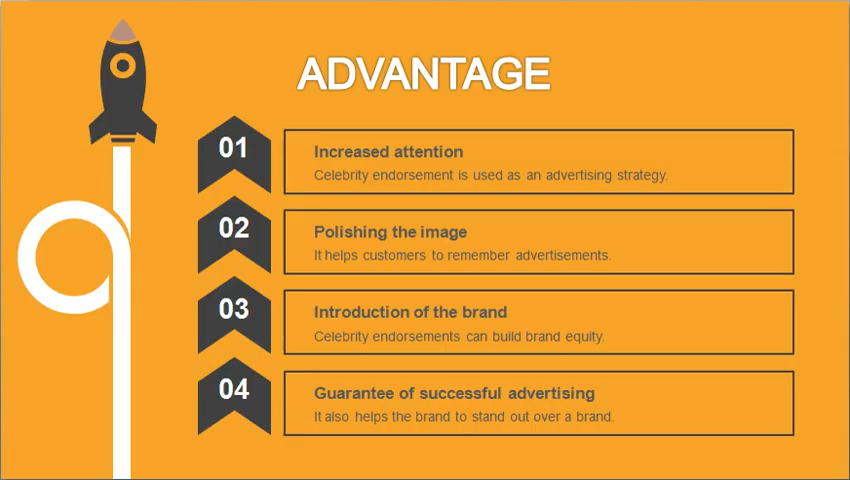 ADVANTAGE
01
Increased attention
Celebrity endorsement is used as an advertising strategy.
02
Polishing the image
It helps customers to remember advertisements.
03
Introduction of the brand
Celebrity endorsements can build brand equity.
04
Guarantee of successful advertising
It also helps the brand to stand out over a brand.